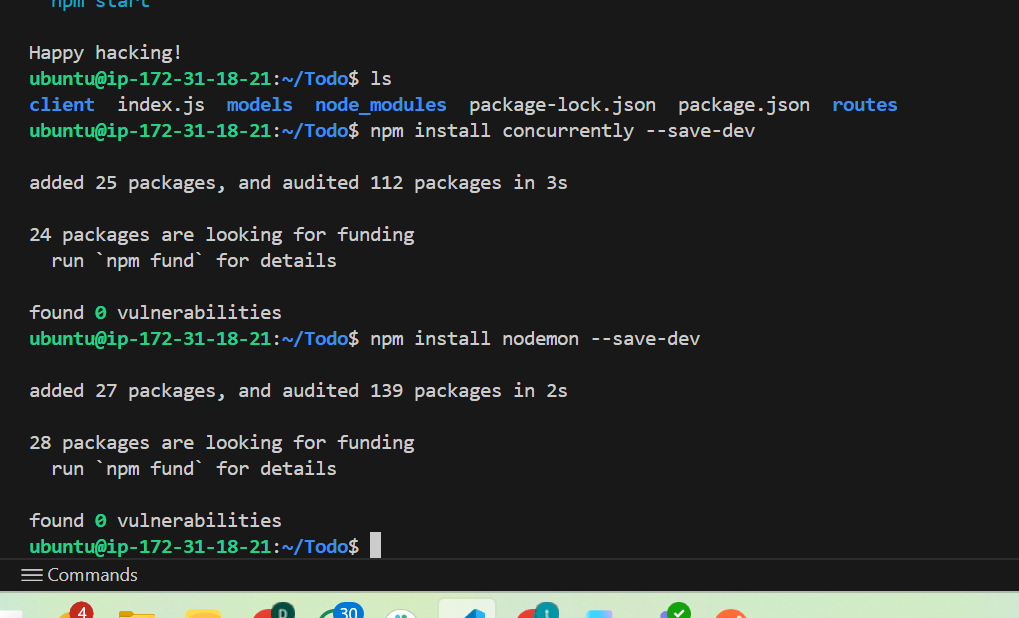 npm start
Happy hacking!
ubuntu@ip-172-31-18-21:~/Todo$ ls
client  index.js  models  node_modules  package-lock.json  package.json  routes
ubuntu@ip-172-31-18-21:~/Todo$ npm install concurrently --save-dev
added 25 packages, and audited 112 packages in 3s
24 packages are looking for funding
  run `npm fund` for details
found 0 vulnerabilities
ubuntu@ip-172-31-18-21:~/Todo$ npm install nodemon --save-dev
added 27 packages, and audited 139 packages in 2s
28 packages are looking for funding
  run `npm fund` for details
found 0 vulnerabilities
ubuntu@ip-172-31-18-21:~/Todo$
Commands
4 30